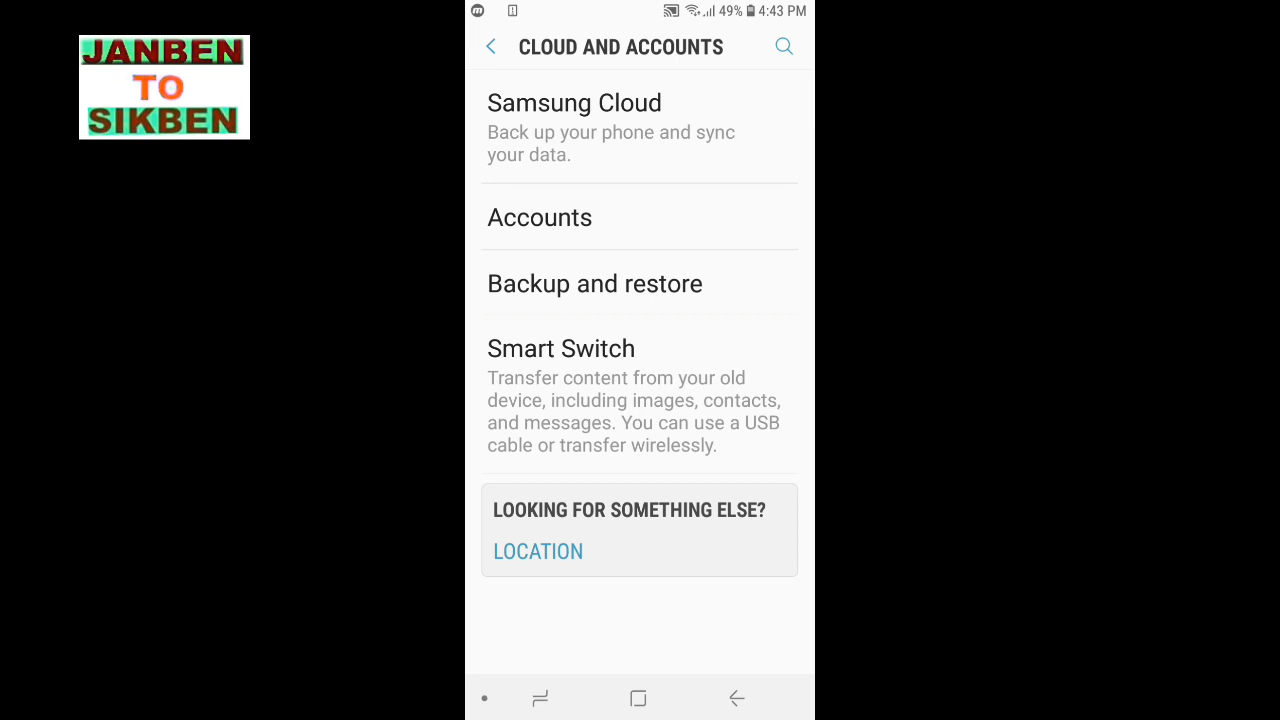 JANBEN
TO
SIKBEN
49% 4:43 PM
CLOUD AND ACCOUNTS
Samsung Cloud
Back up your phone and sync
your data.
Accounts
Backup and restore
Smart Switch
Transfer content from your old
device, including images, contacts,
and messages. You can use a USB
cable or transfer wirelessly.
LOOKING FOR SOMETHING ELSE?
LOCATION